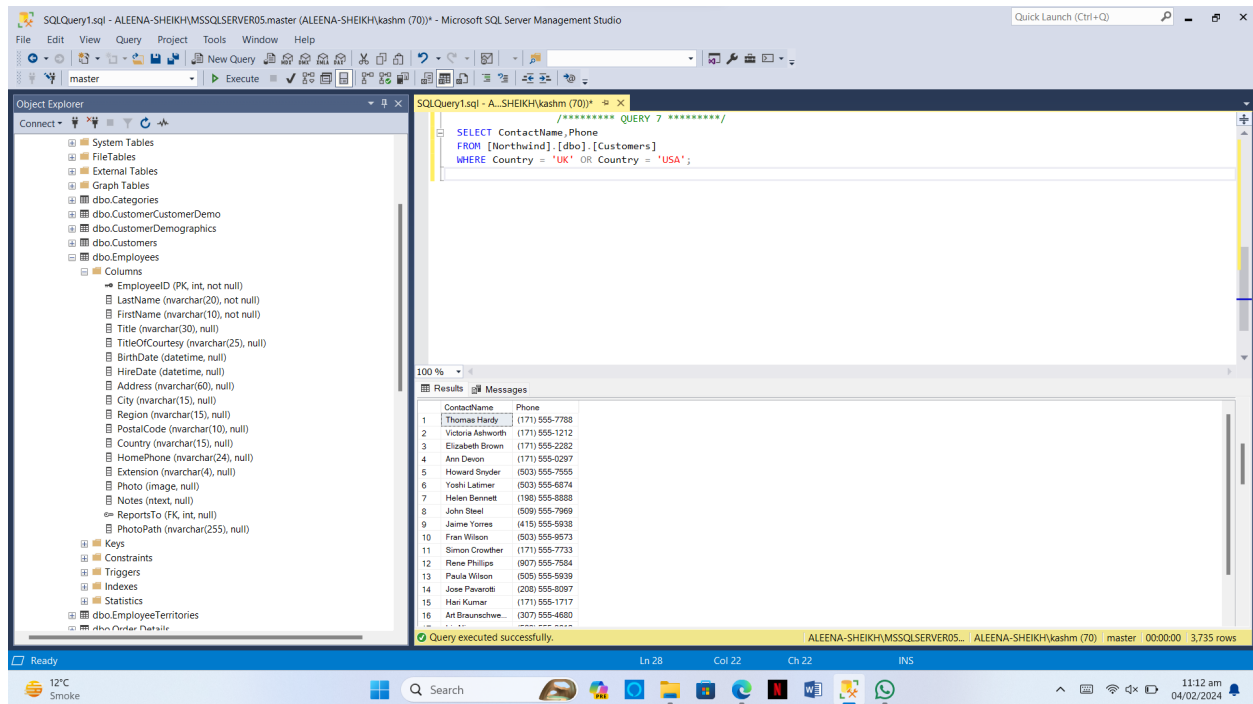 SQLQuery1.sql - ALEENA-SHEIKH\MSSQLSERVER05.master (ALEENA-SHEIKH\kashm (70))* - Microsoft SQL Server Management Studio
Quick Launch (Ctrl+Q)
File Edit View Query Project Tools Window Help
New Query
MDX DMX XMLA DAX
master
Execute
Object Explorer
Connect
System Tables
FileTables
External Tables
Graph Tables
dbo.Categories
dbo.CustomerCustomerDemo
dbo.CustomerDemographics
dbo.Customers
dbo.Employees
Columns
EmployeeID (PK, int, not null)
LastName (nvarchar(20), not null)
FirstName (nvarchar(10), not null)
Title (nvarchar(30), null)
TitleOfCourtesy (nvarchar(25), null)
BirthDate (datetime, null)
HireDate (datetime, null)
Address (nvarchar(60), null)
City (nvarchar(15), null)
Region (nvarchar(15), null)
PostalCode (nvarchar(10), null)
Country (nvarchar(15), null)
HomePhone (nvarchar(24), null)
Extension (nvarchar(4), null)
Photo (image, null)
Notes (ntext, null)
ReportsTo (FK, int, null)
PhotoPath (nvarchar(255), null)
Keys
Constraints
Triggers
Indexes
Statistics
dbo.EmployeeTerritories
dbo.Order Details
SQLQuery1.sql - A...SHEIKH\kashm (70))*
/********* QUERY 7 *********/
SELECT ContactName,Phone
FROM [Northwind].[dbo].[Customers]
WHERE Country = 'UK' OR Country = 'USA';
100 %
Results Messages
ContactName Phone
1 Thomas Hardy (171) 555-7788
2 Victoria Ashworth (171) 555-1212
3 Elizabeth Brown (171) 555-2282
4 Ann Devon (171) 555-0297
5 Howard Snyder (503) 555-7555
6 Yoshi Latimer (503) 555-6874
7 Helen Bennett (198) 555-8888
8 John Steel (509) 555-7969
9 Jaime Yorres (415) 555-5938
10 Fran Wilson (503) 555-9573
11 Simon Crowther (171) 555-7733
12 Rene Phillips (907) 555-7584
13 Paula Wilson (505) 555-5939
14 Jose Pavarotti (208) 555-8097
15 Hari Kumar (171) 555-1717
16 Art Braunschwe... (307) 555-4680
Query executed successfully.
ALEENA-SHEIKH\MSSQLSERVER05... ALEENA-SHEIKH\kashm (70) master 00:00:00 3,735 rows
Ready Ln 28 Col 22 Ch 22 INS
12°C
Smoke
Search
PRE
11:12 am
04/02/2024